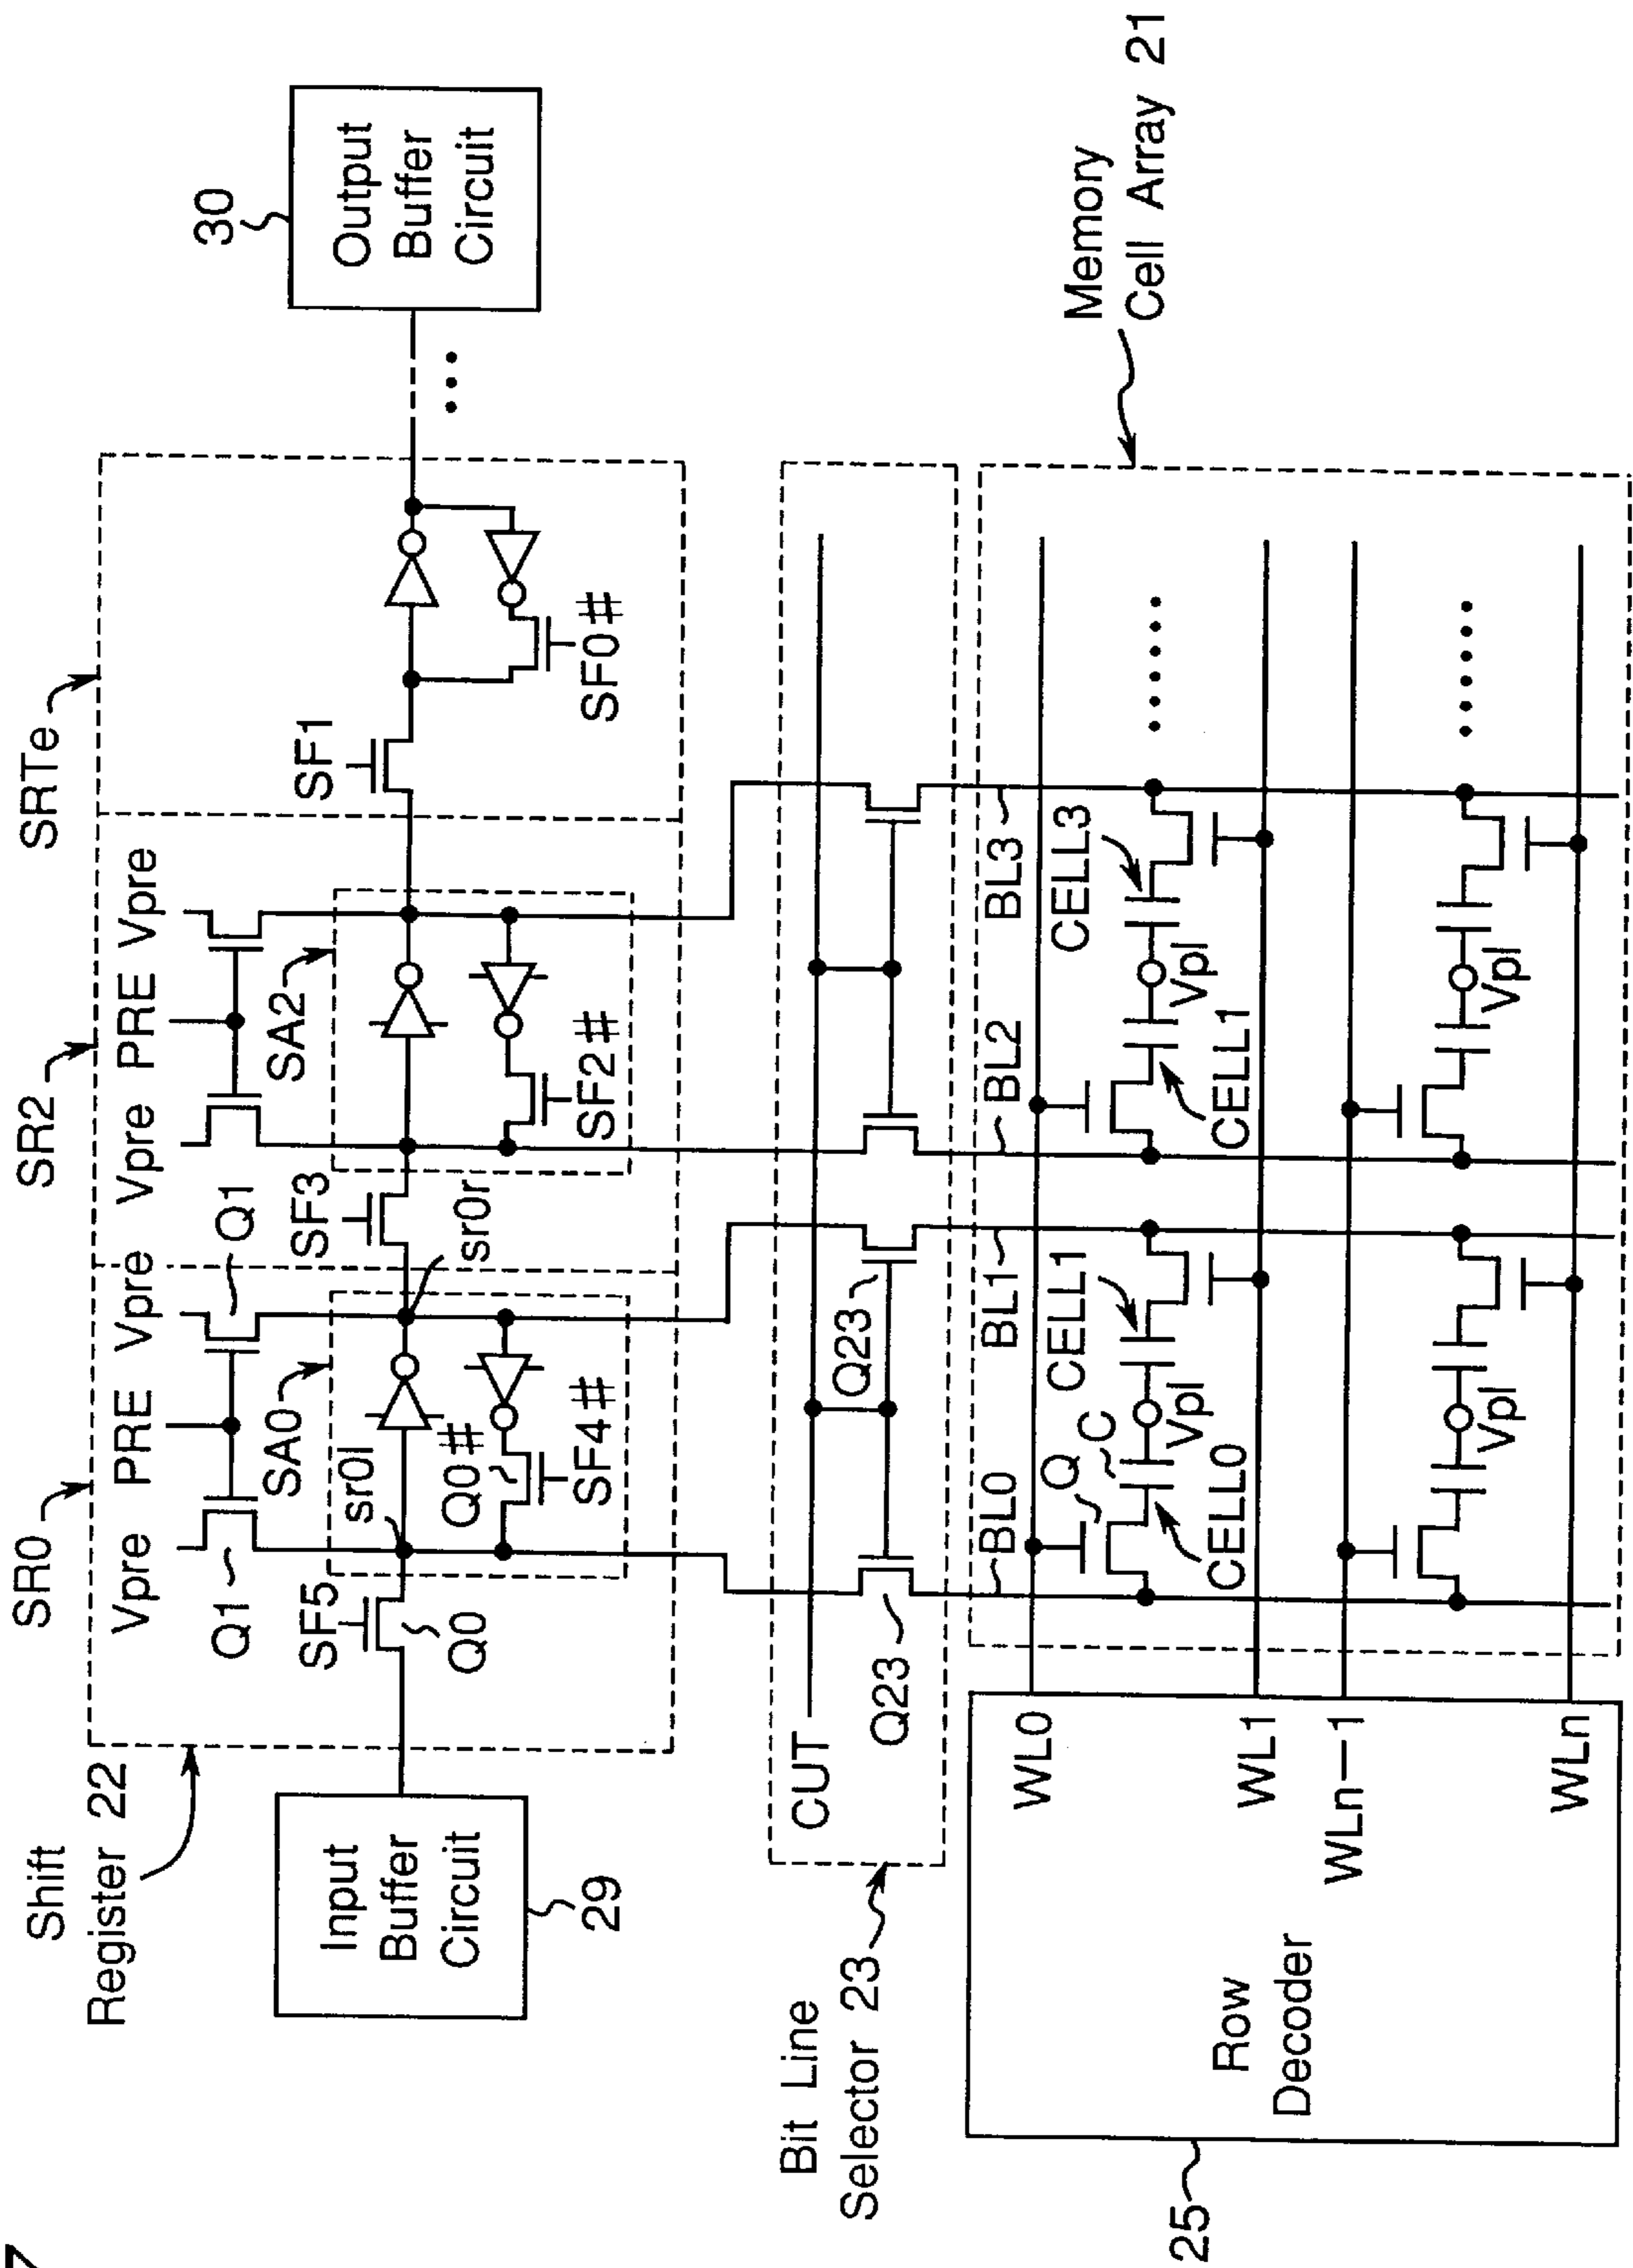 7
Shift
Register 22
SR0
SR2
SRTe
Vpre
PRE
Vpre
Vpre
PRE
Vpre
Q1
Q1
30
Output
Buffer
Circuit
SA0
SA2
SF5
sr0l
SF3
SF1
Q0
Q0#
SF4#
sr0r
SF2#
SF0#
Input
Buffer
Circuit
29
Bit Line
Selector 23
CUT
Q23
Q23
Memory
Cell Array 21
BL0
BL1
BL2
BL3
WL0
Q
C
CELL1
CELL3
Vpl
Vpl
CELL0
CELL1
WL1
WLn-1
Vpl
Vpl
WLn
Row
Decoder
25